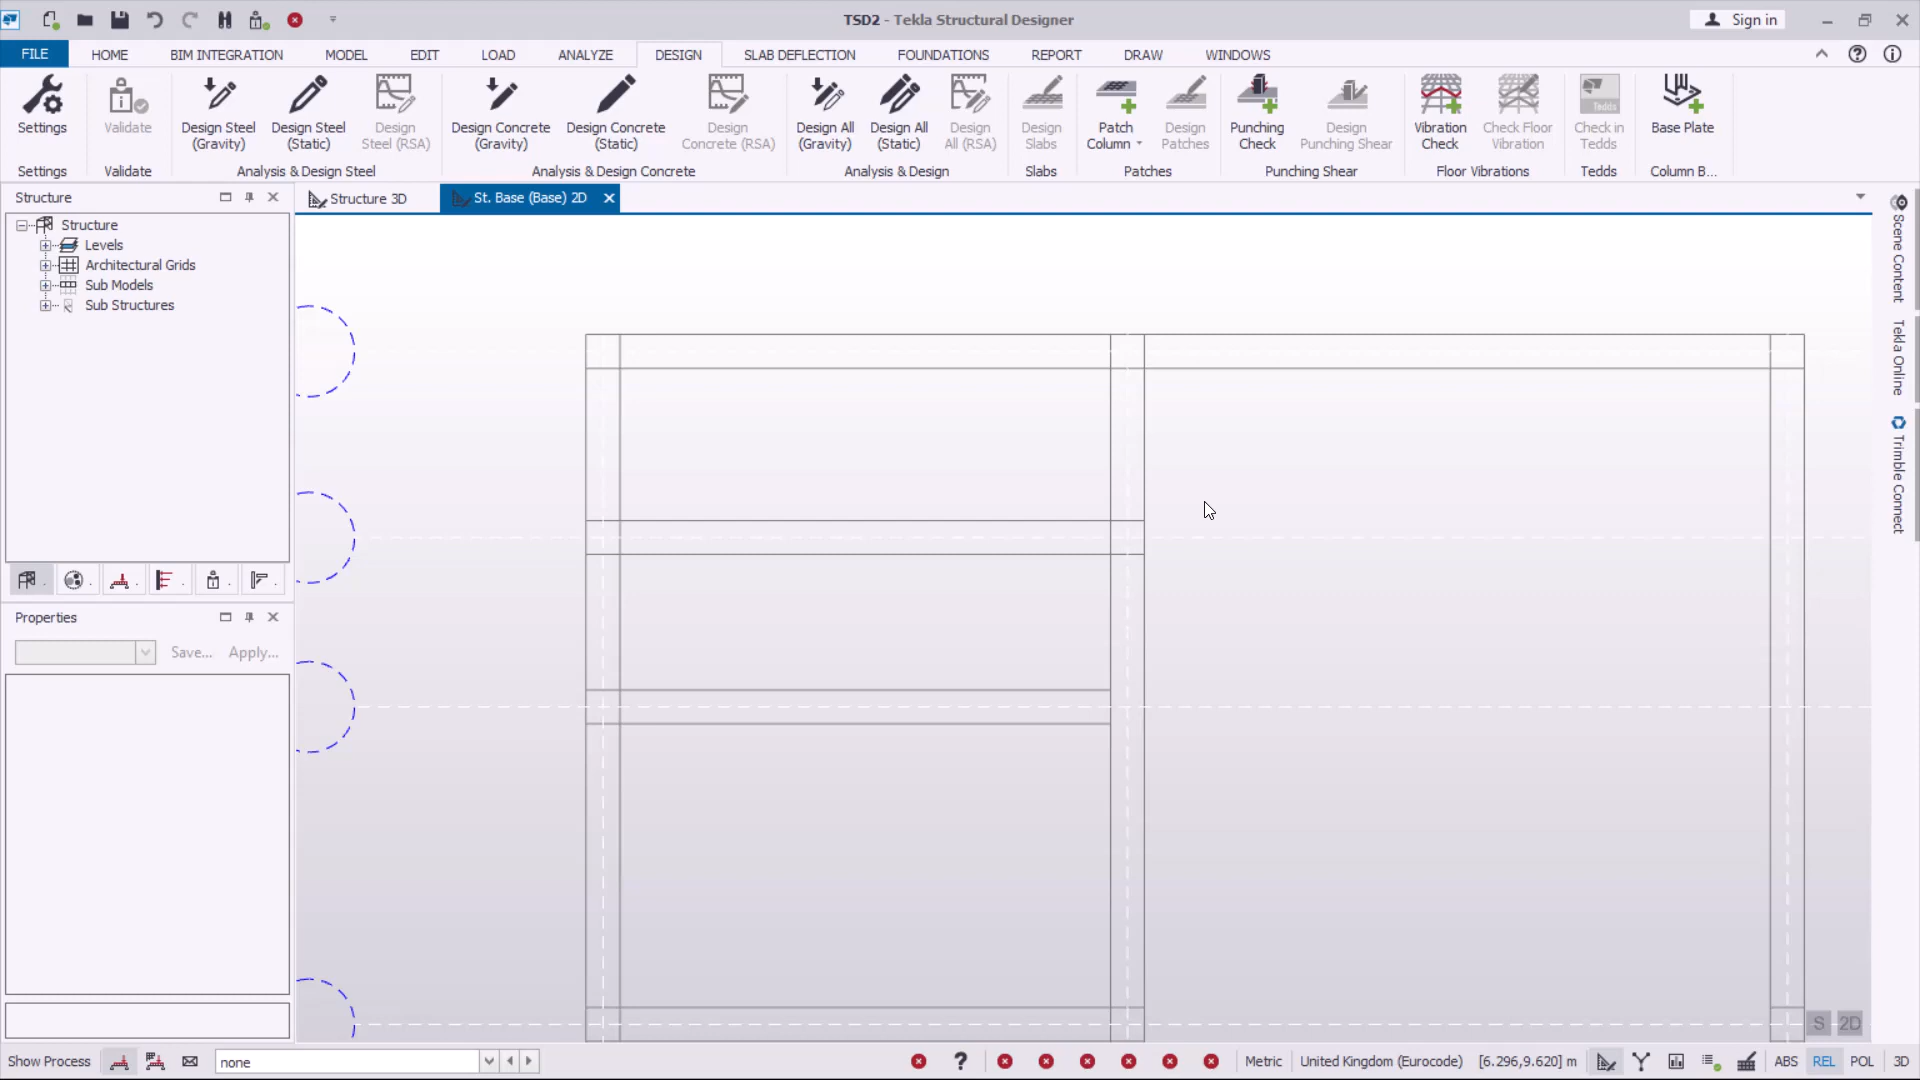 TSD2 - Tekla Structural Designer
Sign in
FILE HOME BIM INTEGRATION MODEL EDIT LOAD ANALYZE DESIGN SLAB DEFLECTION FOUNDATIONS REPORT DRAW WINDOWS
Settings
Validate
Design Steel (Gravity)
Design Steel (Static)
Design Steel (RSA)
Design Concrete (Gravity)
Design Concrete (Static)
Design Concrete (RSA)
Design All (Gravity)
Design All (Static)
Design All (RSA)
Design Slabs
Patch Column
Design Patches
Punching Check
Design Punching Shear
Vibration Check
Check Floor Vibration
Tedds
Check in Tedds
Base Plate
Settings Validate Analysis & Design Steel Analysis & Design Concrete Analysis & Design Slabs Patches Punching Shear Floor Vibrations Tedds Column B...
Structure
Structure 3D
St. Base (Base) 2D
Structure
Levels
Architectural Grids
Sub Models
Sub Structures
Properties
Save... Apply...
Scene Content
Tekla Online
Trimble Connect
S 2D
Show Process
none
Metric
United Kingdom (Eurocode)
[6.296,9.620] m
ABS REL POL 3D